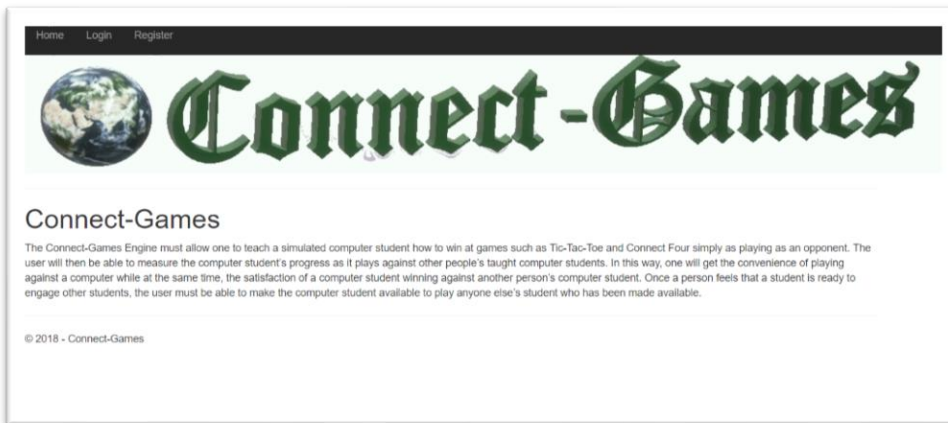 Home Login Register
Connect-Games
Connect-Games
The Connect-Games Engine must allow one to teach a simulated computer student how to win at games such as Tic-Tac-Toe and Connect Four simply as playing as an opponent. The
user will then be able to measure the computer student's progress as it plays against other people's taught computer students. In this way, one will get the convenience of playing
against a computer while at the same time, the satisfaction of a computer student winning against another person's computer student. Once a person feels that a student is ready to
engage other students, the user must be able to make the computer student available to play anyone else's student who has been made available.
© 2018 - Connect-Games